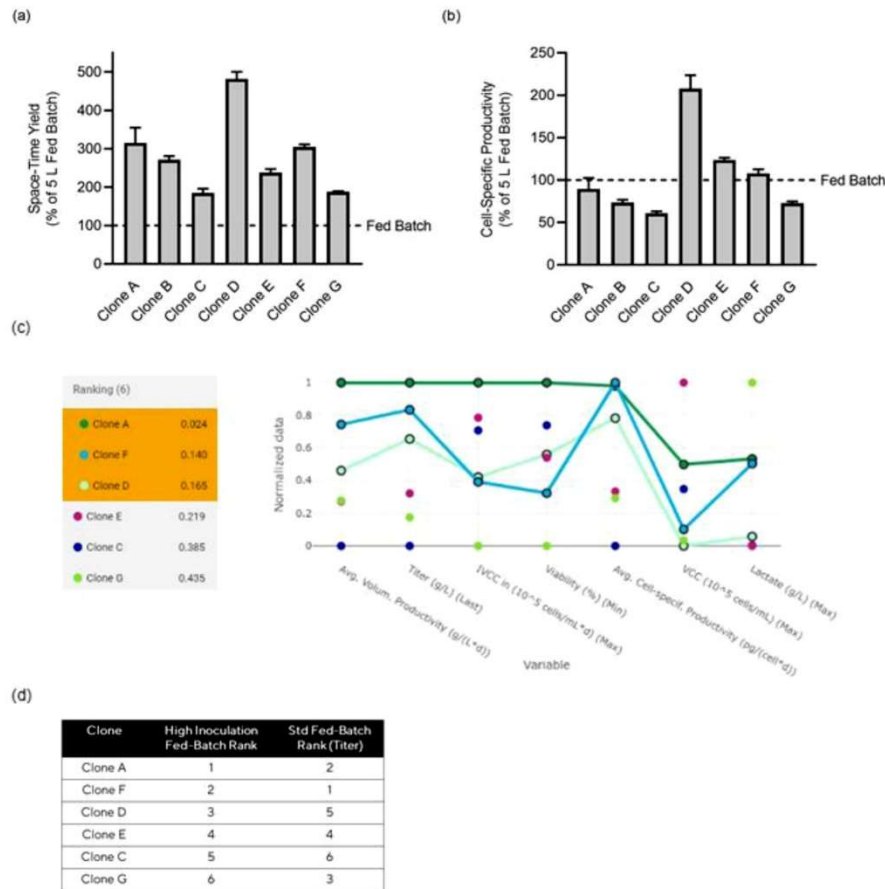 (a)
Space-Time Yield
(% of 5 L Fed Batch)
500
400
300
200
100
0
Fed Batch
Clone A
Clone B
Clone C
Clone D
Clone E
Clone F
Clone G
(b)
Cell-Specific Productivity
(% of 5 L Fed Batch)
250
200
150
100
50
0
Fed Batch
Clone A
Clone B
Clone C
Clone D
Clone E
Clone F
Clone G
(c)
Ranking (6)
Clone A 0.024
Clone F 0.140
Clone D 0.165
Clone E 0.219
Clone C 0.385
Clone G 0.435
Normalized data
1
0.8
0.6
0.4
0.2
0
Avg. Volum. Productivity (g/(L*d))
Titer (g/L) (Last)
IVCC in (10^5 cells/mL*d) (Max)
Viability (%) (Min)
Avg. Cell-specif. Productivity (pg/(cell*d))
VCC (10^5 cells/mL) (Max)
Lactate (g/L) (Max)
Variable
(d)
Clone High Inoculation Std Fed-Batch
Fed-Batch Rank Rank (Titer)
Clone A 1 2
Clone F 2 1
Clone D 3 5
Clone E 4 4
Clone C 5 6
Clone G 6 3